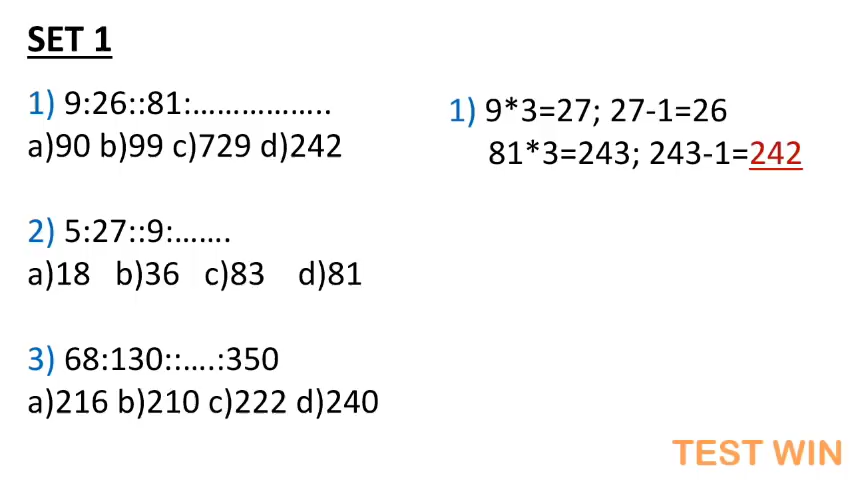 SET 1
1) 9:26::81:……………..
a)90 b)99 c)729 d)242
2) 5:27::9:…….
a)18 b)36 c)83 d)81
3) 68:130::….:350
a)216 b)210 c)222 d)240
1) 9*3=27; 27-1=26
81*3=243; 243-1=242
TEST WIN